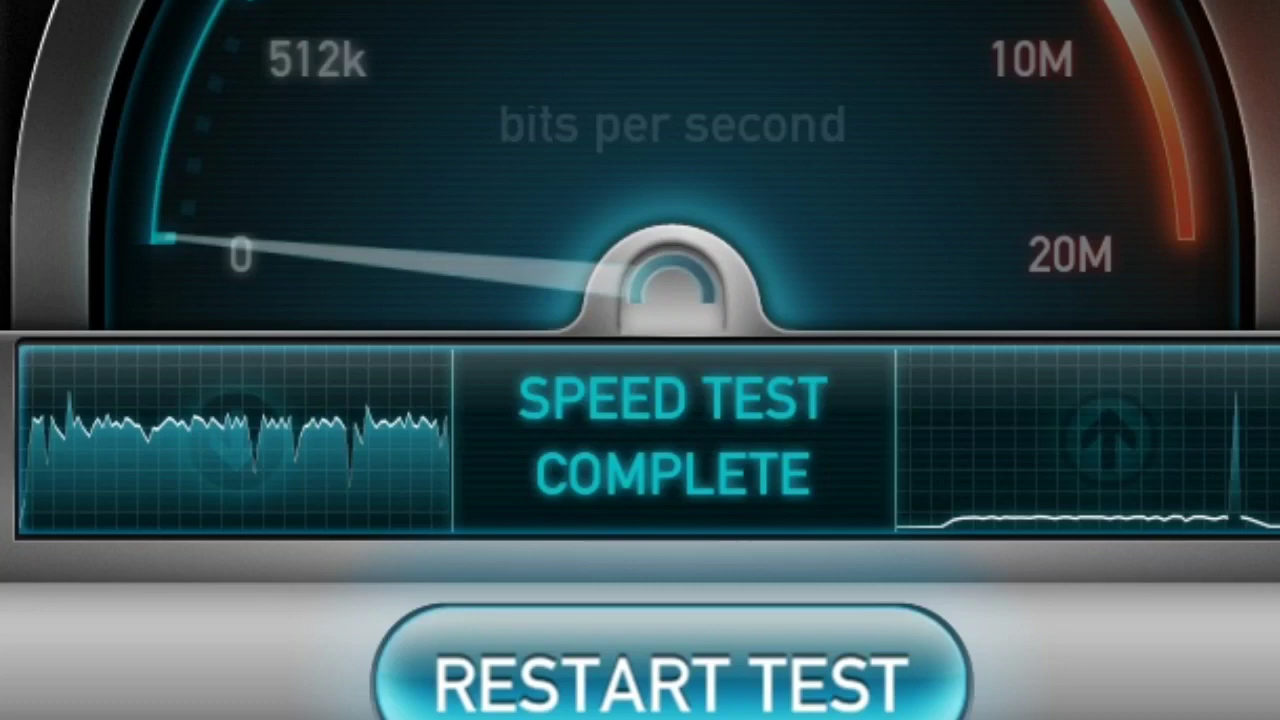 512k
10M
bits per second
0
20M
SPEED TEST
COMPLETE
RESTART TEST